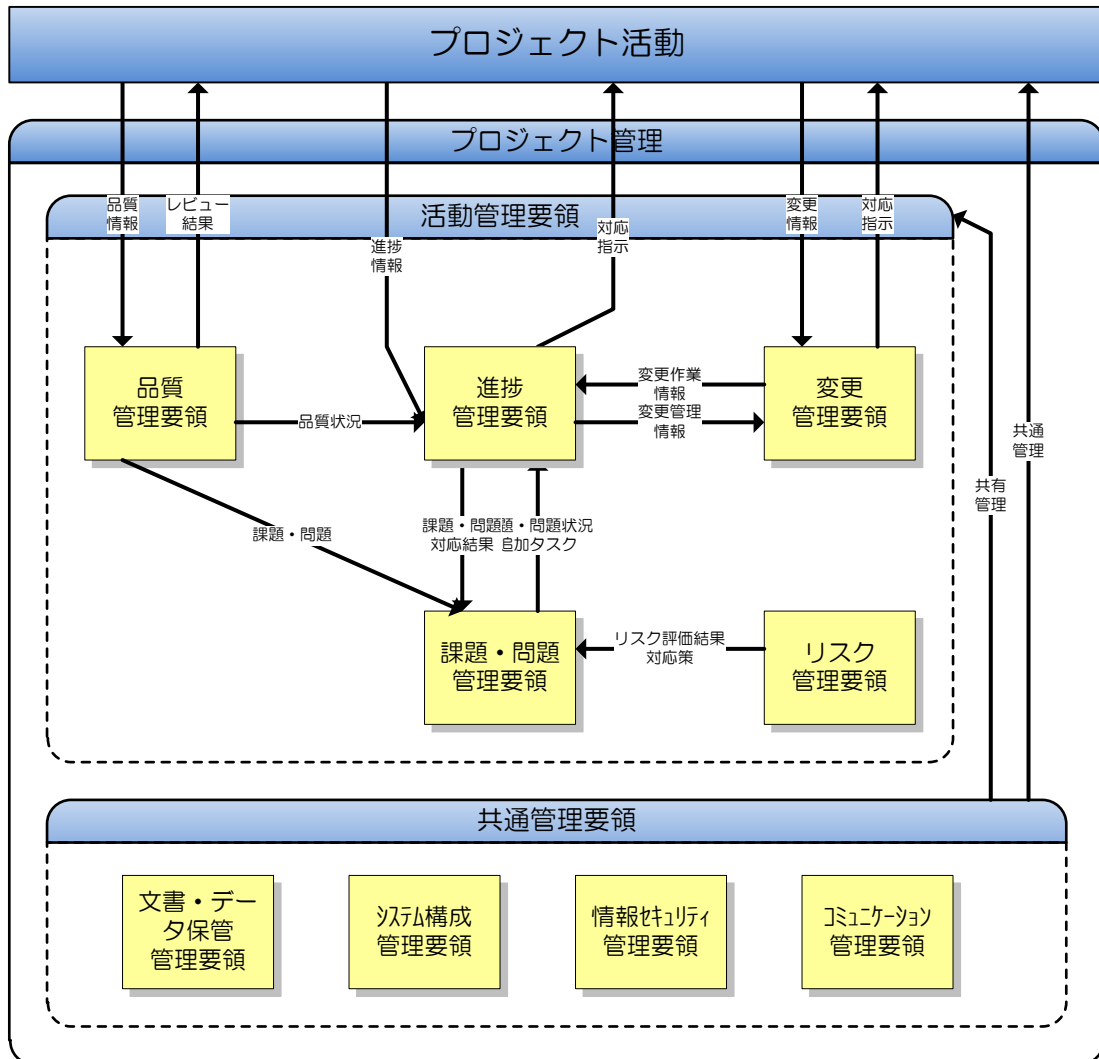 プロジェクト活動
プロジェクト管理
活動管理要領
品質
情報
レビュー
結果
進捗
情報
対応
指示
変更
情報
対応
指示
品質
管理要領
進捗
管理要領
変更
管理要領
品質状況
変更作業
情報
変更管理
情報
共通
管理
共有
管理
課題・問題
課題・問題
対応結果
・問題状況
追加タスク
課題・問題
管理要領
リスク評価結果
対応策
リスク
管理要領
共通管理要領
文書・デー
タ保管
管理要領
ｼｽﾃﾑ構成
管理要領
情報ｾｷｭﾘﾃｨ
管理要領
ｺﾐｭﾆｹｰｼｮﾝ
管理要領